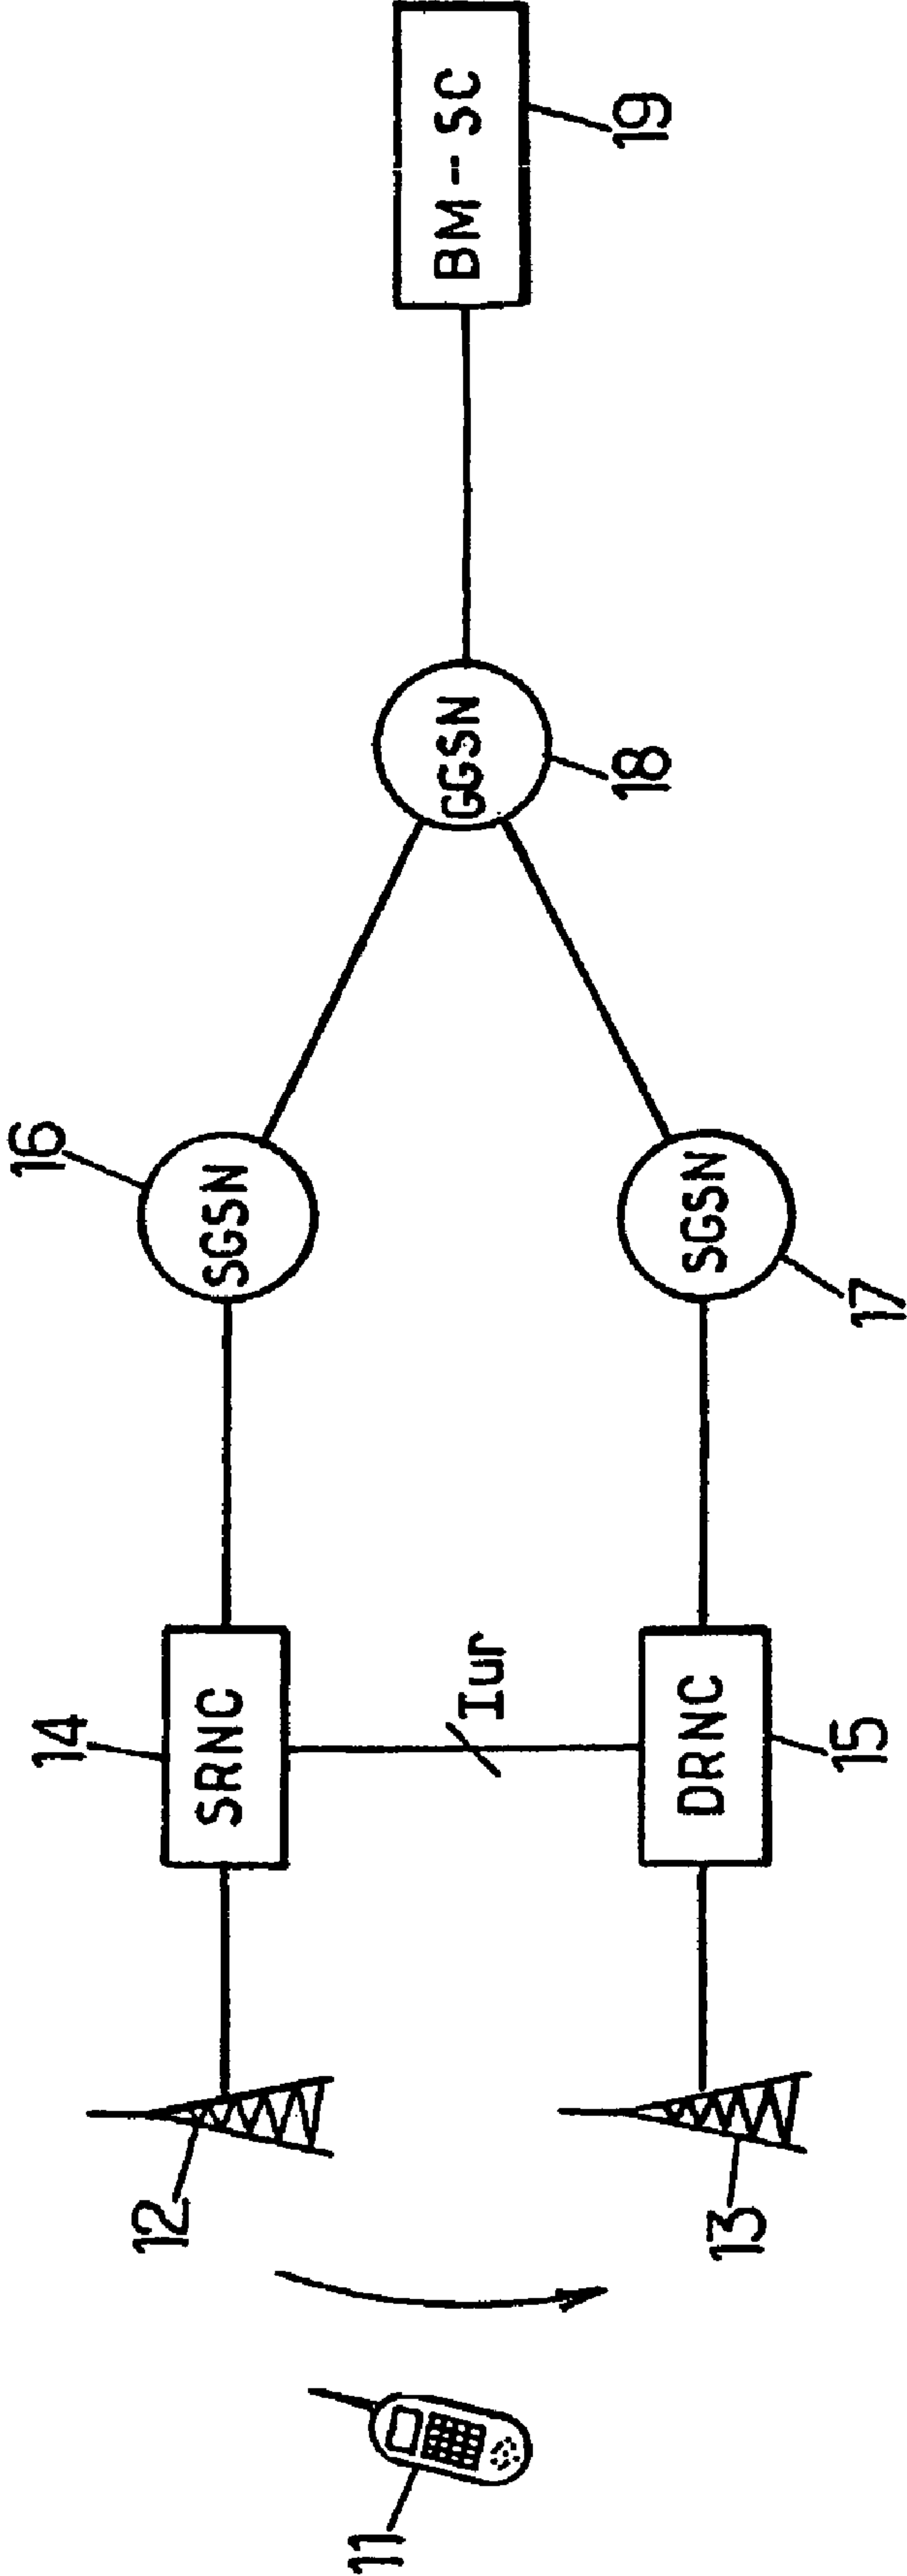 11
12
13
14
SRNC
Iur
DRNC
15
16
SGSN
SGSN
17
GGSN
18
BM--SC
19